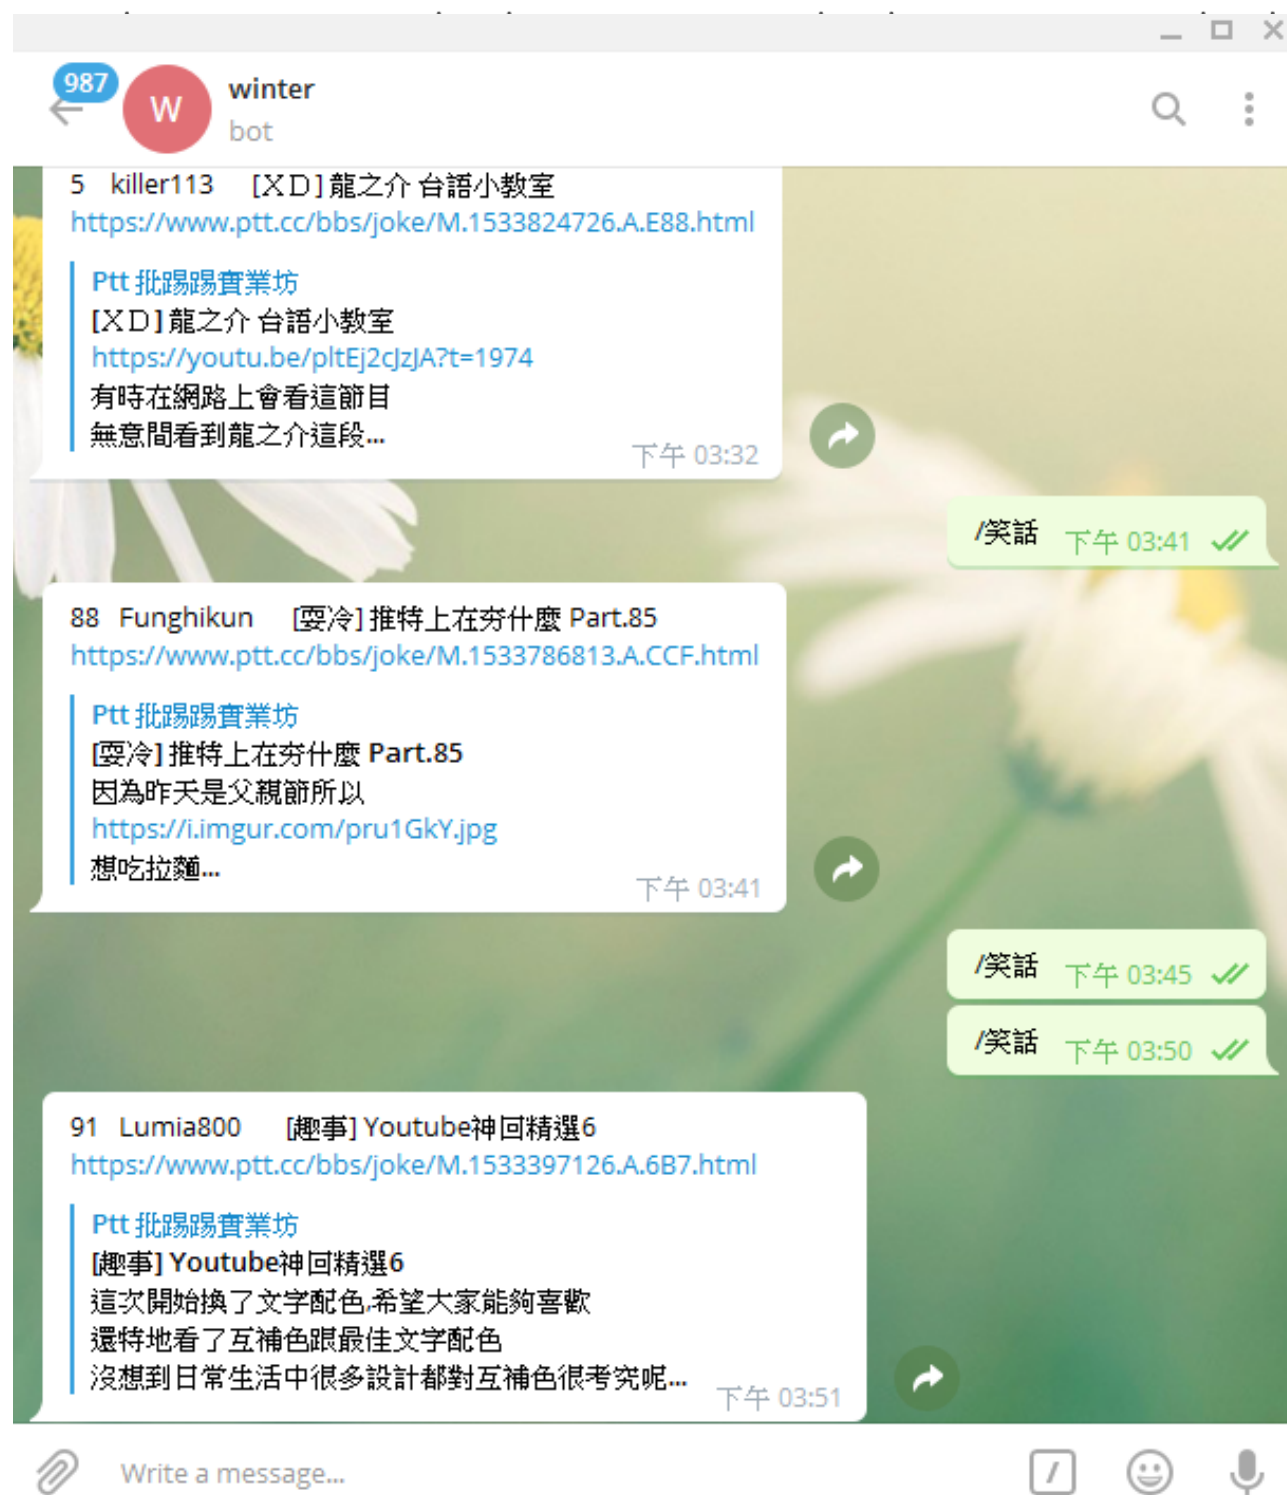 987
W
winter
bot
5 killer113 [ＸＤ] 龍之介 台語小教室
https://www.ptt.cc/bbs/joke/M.1533824726.A.E88.html
Ptt 批踢踢實業坊
[ＸＤ] 龍之介 台語小教室
https://youtu.be/pltEj2cJzJA?t=1974
有時在網路上會看這節目
無意間看到龍之介這段...
下午 03:32
/笑話 下午 03:41
88 Funghikun [耍冷] 推特上在夯什麼 Part.85
https://www.ptt.cc/bbs/joke/M.1533786813.A.CCF.html
Ptt 批踢踢實業坊
[耍冷] 推特上在夯什麼 Part.85
因為昨天是父親節所以
https://i.imgur.com/pru1GkY.jpg
想吃拉麵...
下午 03:41
/笑話 下午 03:45
/笑話 下午 03:50
91 Lumia800 [趣事] Youtube神回精選6
https://www.ptt.cc/bbs/joke/M.1533397126.A.6B7.html
Ptt 批踢踢實業坊
[趣事] Youtube神回精選6
這次開始換了文字配色,希望大家能夠喜歡
還特地看了互補色跟最佳文字配色
沒想到日常生活中很多設計都對互補色很考究呢...
下午 03:51
Write a message...